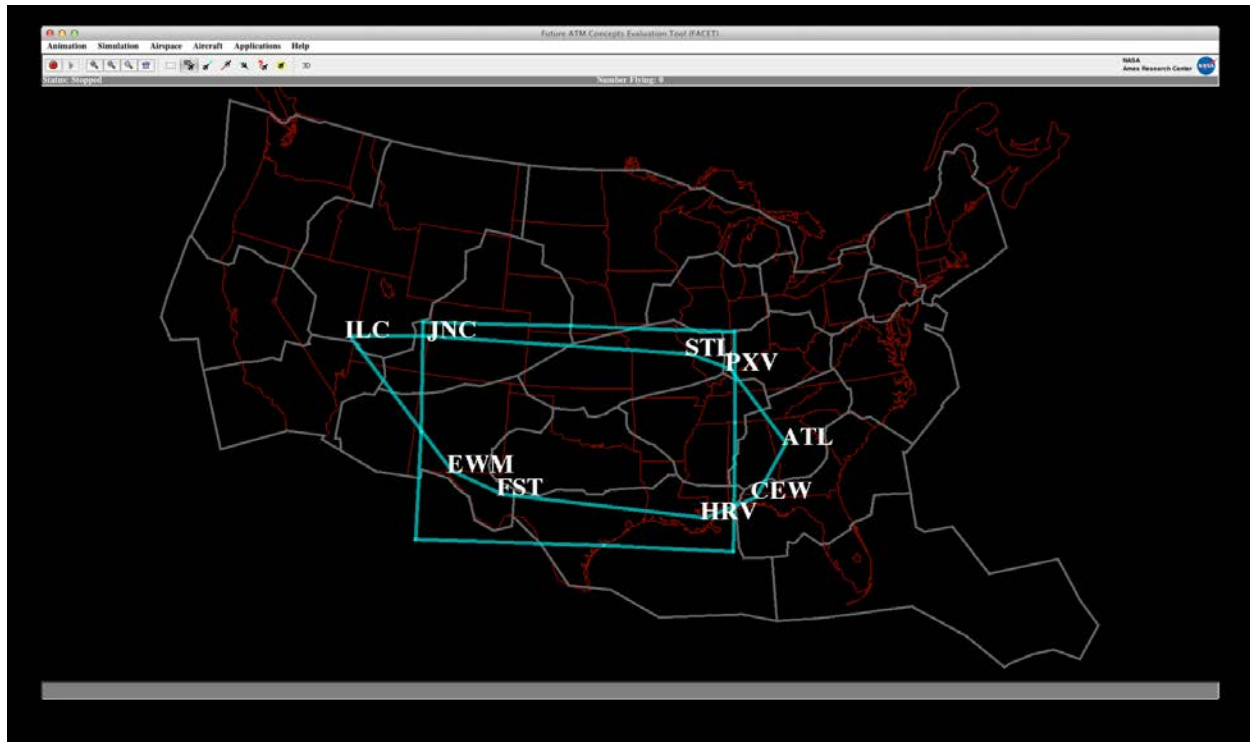 Future ATM Concepts Evaluation Tool (FACET)
Animation Simulation Airspace Aircraft Applications Help
3D
NASA
Ames Research Center
NASA
Status: Stopped
Number Flying: 0
ILC
JNC
STL
PXV
ATL
EWM
FST
CEW
HRV